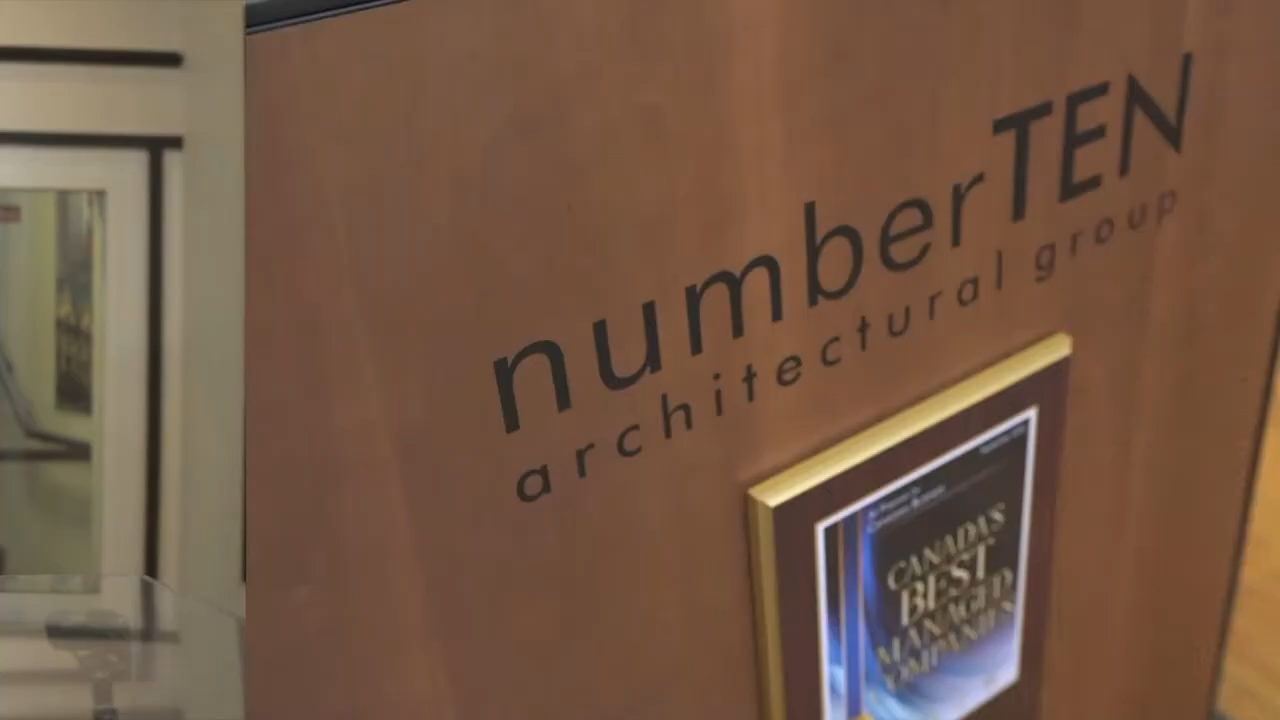 numberTEN
architectural group
CANADA'S
BEST
MANAGED
COMPANIES